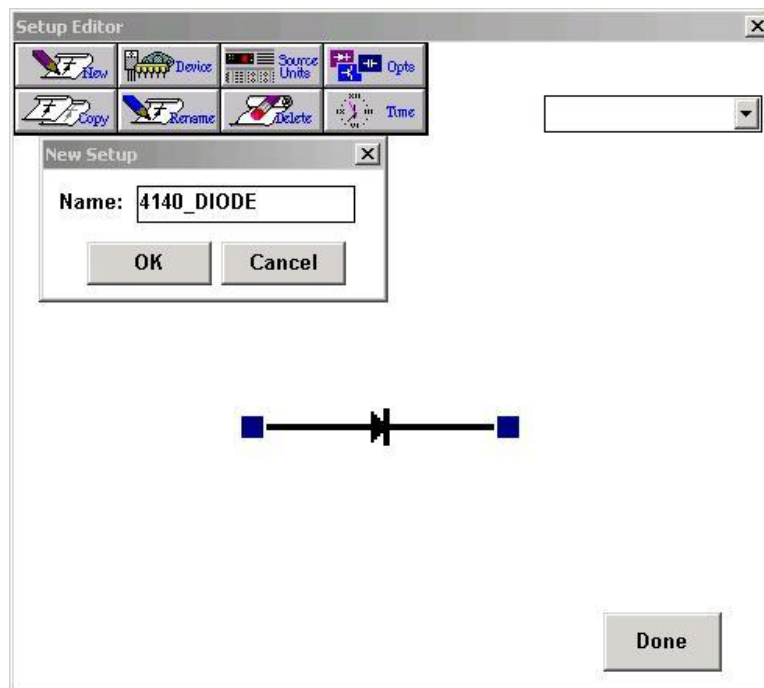 Setup Editor
New
Device
Source Units
Opts
Copy
Rename
Delete
Time
New Setup
Name: 4140_DIODE
OK
Cancel
Done